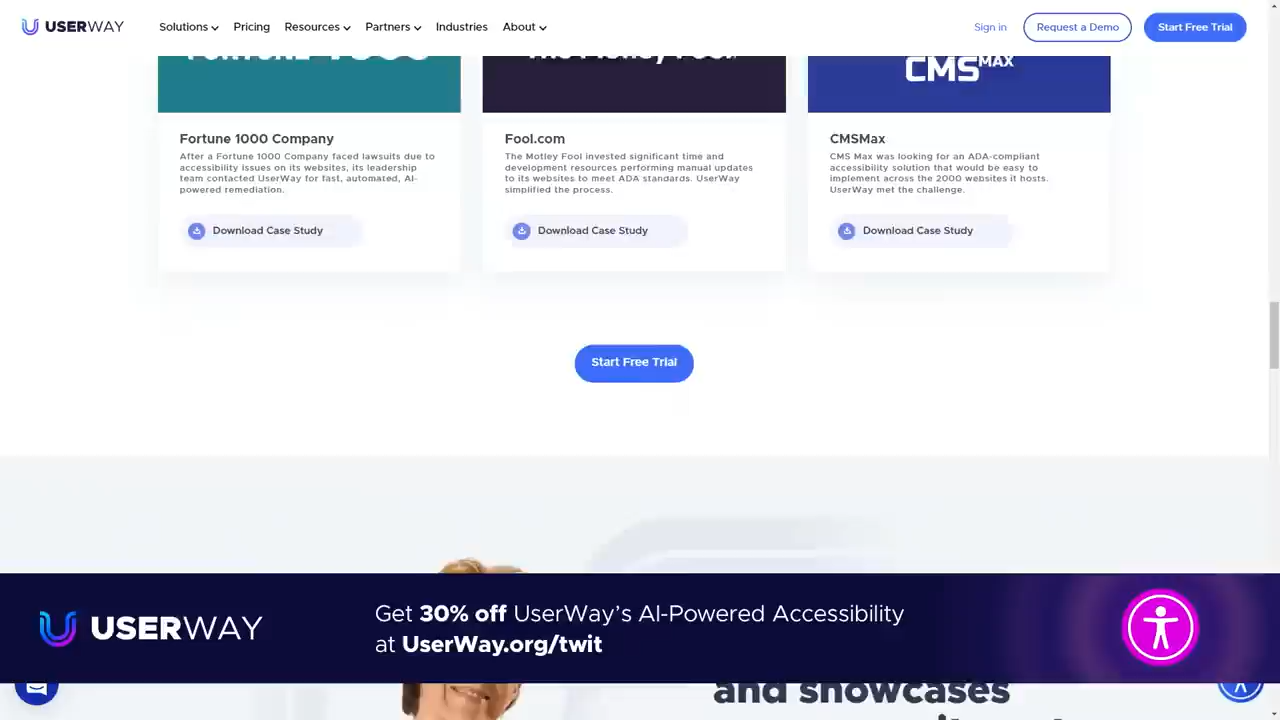 USERWAY
Solutions Pricing Resources Partners Industries About Sign in Request a Demo Start Free Trial
CMSMAX
Fortune 1000 Company
After a Fortune 1000 Company faced lawsuits due to
accessibility issues on its websites, its leadership
team contacted UserWay for fast, automated, AI-
powered remediation.
Download Case Study
Fool.com
The Motley Fool invested significant time and
development resources performing manual updates
to its websites to meet ADA standards. UserWay
simplified the process.
Download Case Study
CMSMax
CMS Max was looking for an ADA-compliant
accessibility solution that would be easy to
implement across the 2000 websites it hosts.
UserWay met the challenge.
Download Case Study
Start Free Trial
USERWAY
Get 30% off UserWay's AI-Powered Accessibility
at UserWay.org/twit
and showcases